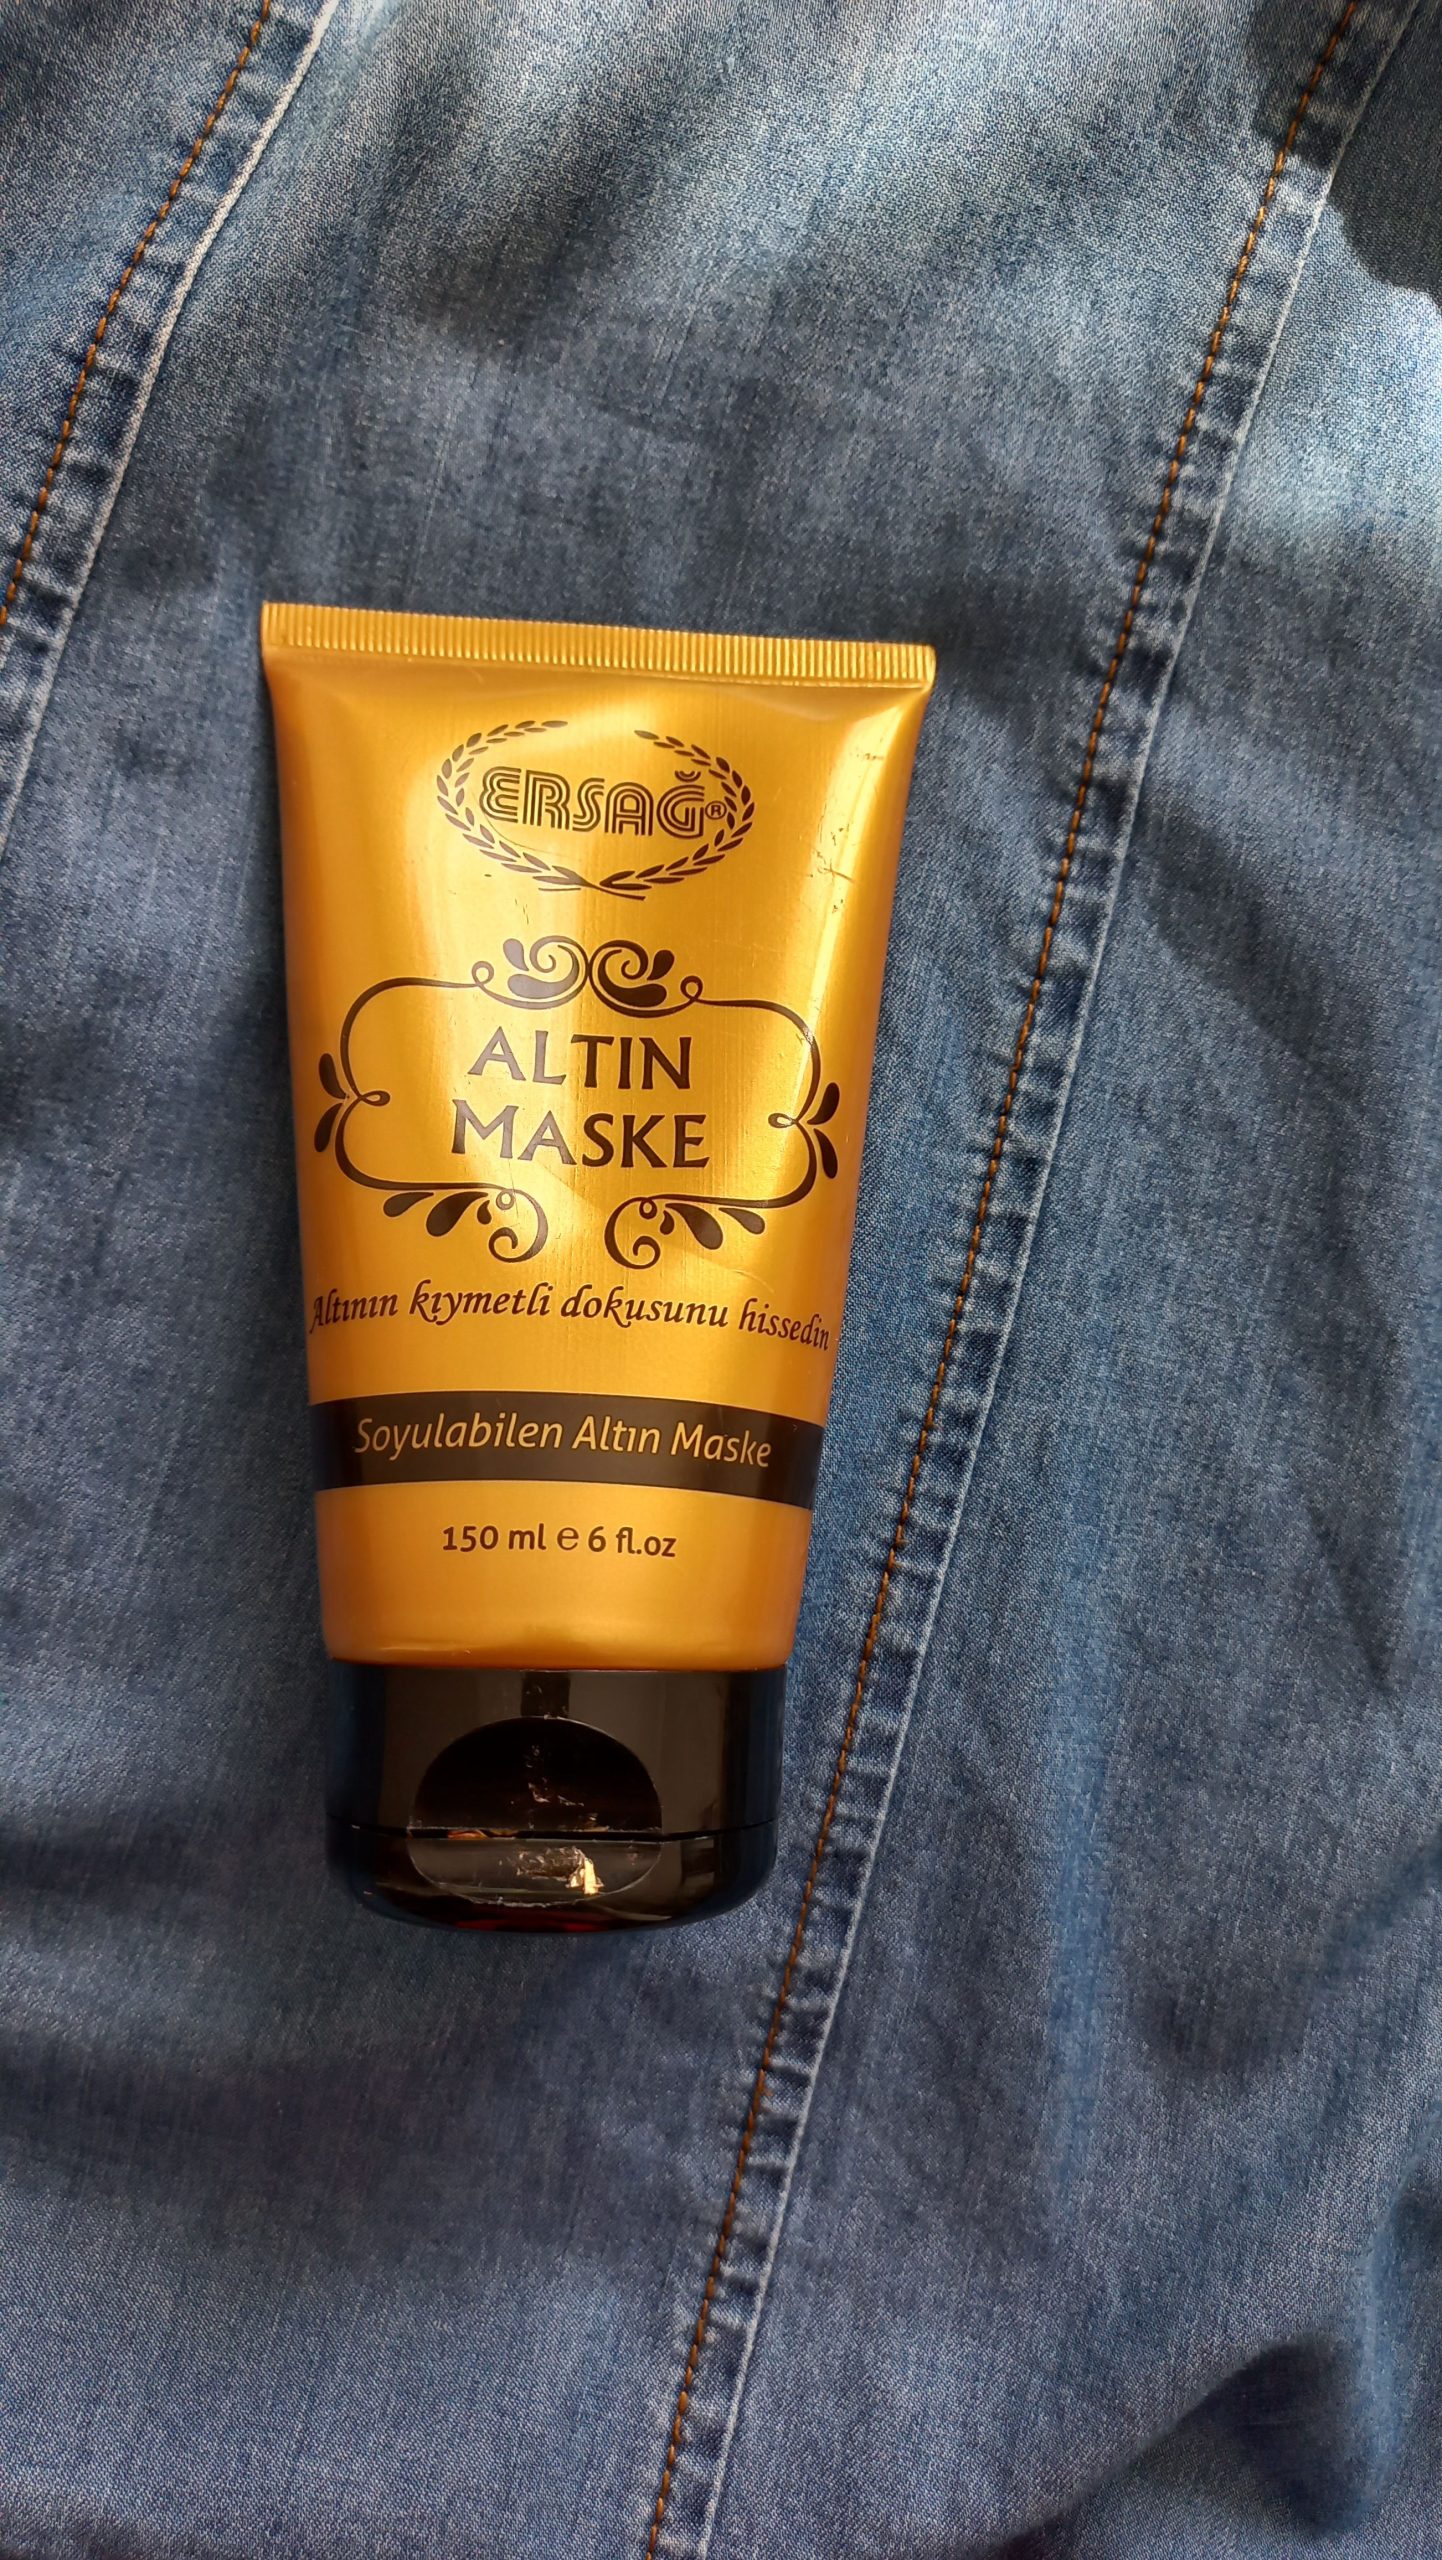 ERSAĞ®
ALTIN
MASKE
Altının kıymetli dokusunu hissedin
Soyulabilen Altın Maske
150 ml ℮ 6 fl.oz